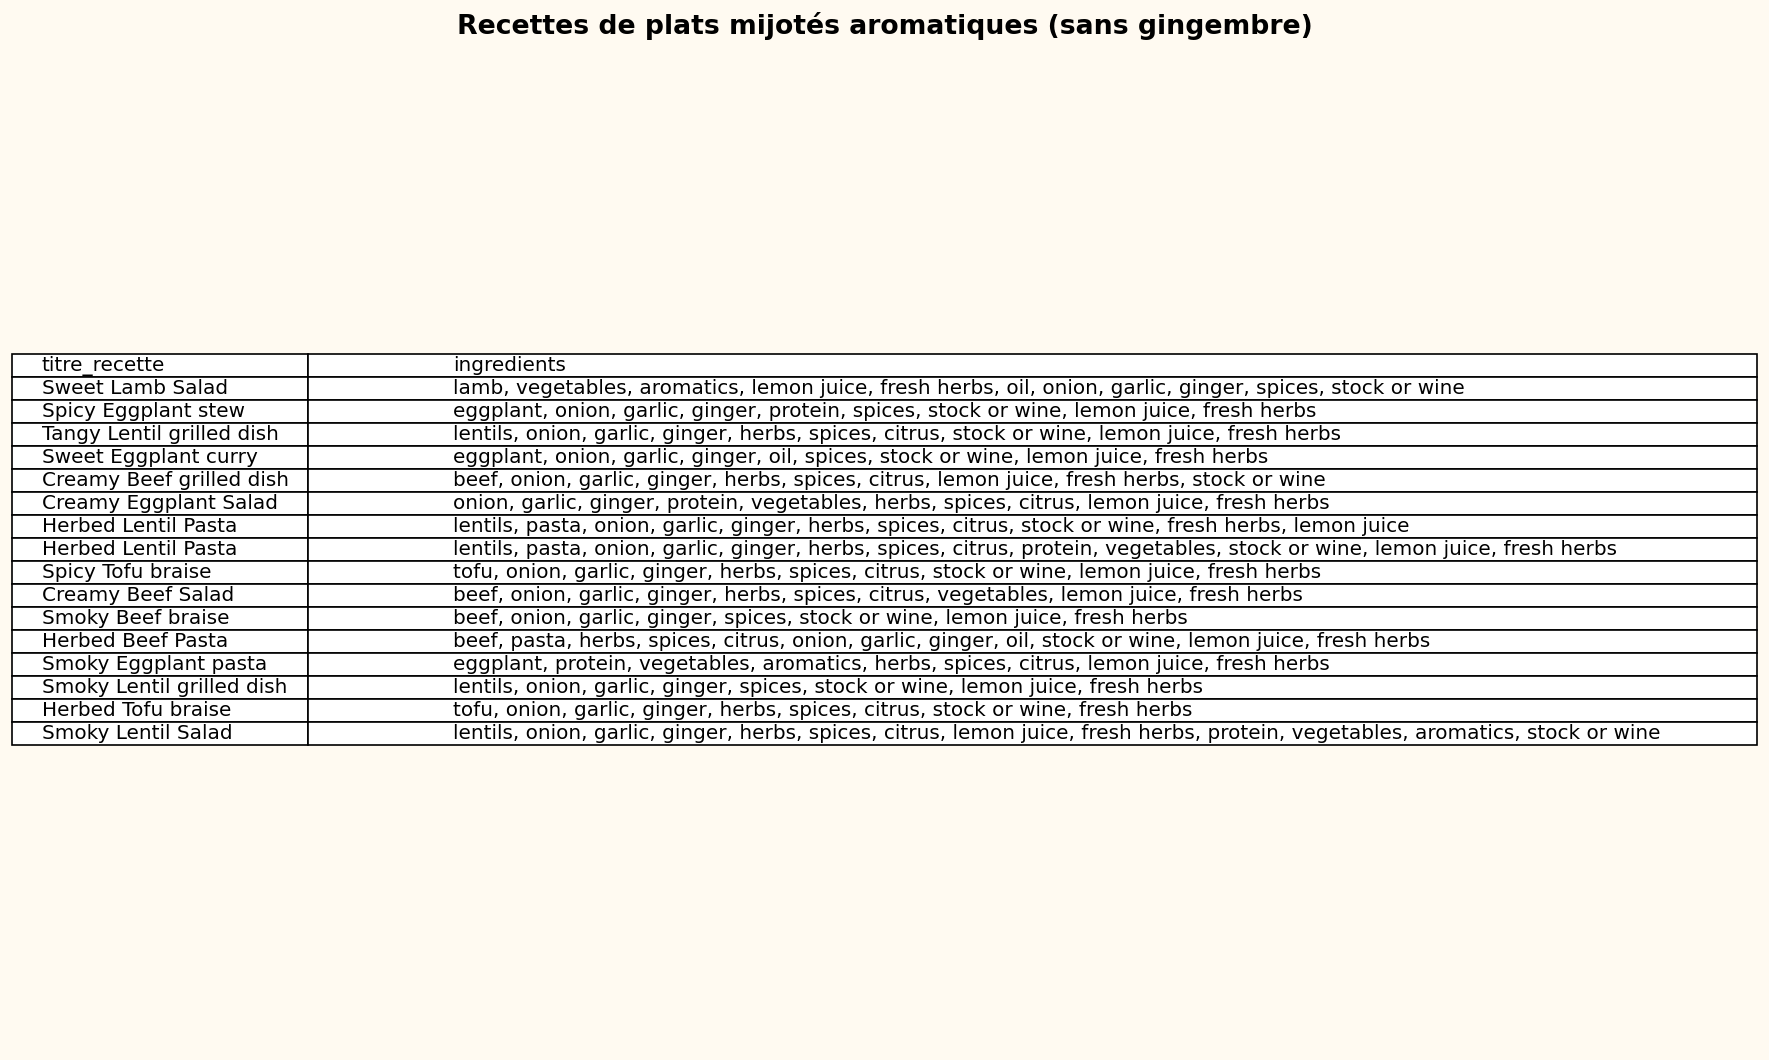 Recettes de plats mijotés aromatiques (sans gingembre)
titre_recette ingredients
Sweet Lamb Salad lamb, vegetables, aromatics, lemon juice, fresh herbs, oil, onion, garlic, ginger, spices, stock or wine
Spicy Eggplant stew eggplant, onion, garlic, ginger, protein, spices, stock or wine, lemon juice, fresh herbs
Tangy Lentil grilled dish lentils, onion, garlic, ginger, herbs, spices, citrus, stock or wine, lemon juice, fresh herbs
Sweet Eggplant curry eggplant, onion, garlic, ginger, oil, spices, stock or wine, lemon juice, fresh herbs
Creamy Beef grilled dish beef, onion, garlic, ginger, herbs, spices, citrus, lemon juice, fresh herbs, stock or wine
Creamy Eggplant Salad onion, garlic, ginger, protein, vegetables, herbs, spices, citrus, lemon juice, fresh herbs
Herbed Lentil Pasta lentils, pasta, onion, garlic, ginger, herbs, spices, citrus, stock or wine, fresh herbs, lemon juice
Herbed Lentil Pasta lentils, pasta, onion, garlic, ginger, herbs, spices, citrus, protein, vegetables, stock or wine, lemon juice, fresh herbs
Spicy Tofu braise tofu, onion, garlic, ginger, herbs, spices, citrus, stock or wine, lemon juice, fresh herbs
Creamy Beef Salad beef, onion, garlic, ginger, herbs, spices, citrus, vegetables, lemon juice, fresh herbs
Smoky Beef braise beef, onion, garlic, ginger, spices, stock or wine, lemon juice, fresh herbs
Herbed Beef Pasta beef, pasta, herbs, spices, citrus, onion, garlic, ginger, oil, stock or wine, lemon juice, fresh herbs
Smoky Eggplant pasta eggplant, protein, vegetables, aromatics, herbs, spices, citrus, lemon juice, fresh herbs
Smoky Lentil grilled dish lentils, onion, garlic, ginger, spices, stock or wine, lemon juice, fresh herbs
Herbed Tofu braise tofu, onion, garlic, ginger, herbs, spices, citrus, stock or wine, fresh herbs
Smoky Lentil Salad lentils, onion, garlic, ginger, herbs, spices, citrus, lemon juice, fresh herbs, protein, vegetables, aromatics, stock or wine